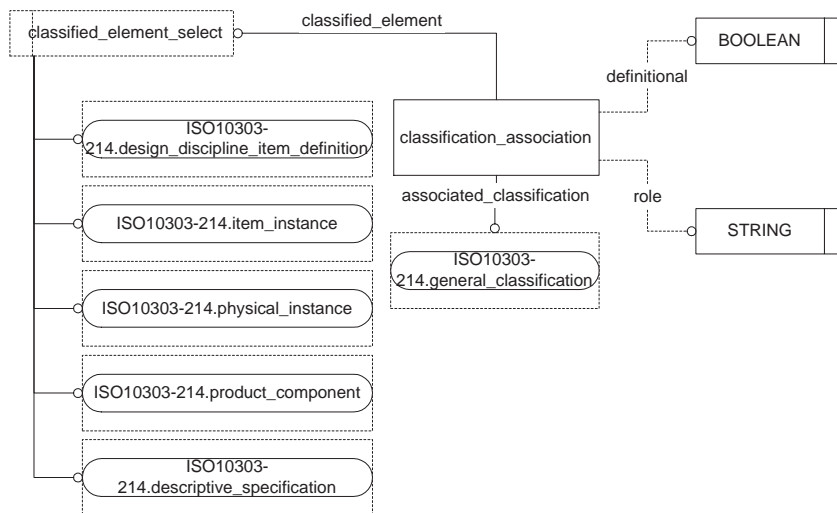 classified_element_select
classified_element
BOOLEAN
definitional
classification_association
ISO10303-
214.design_discipline_item_definition
associated_classification
role
ISO10303-214.item_instance
STRING
ISO10303-
214.general_classification
ISO10303-214.physical_instance
ISO10303-214.product_component
ISO10303-
214.descriptive_specification